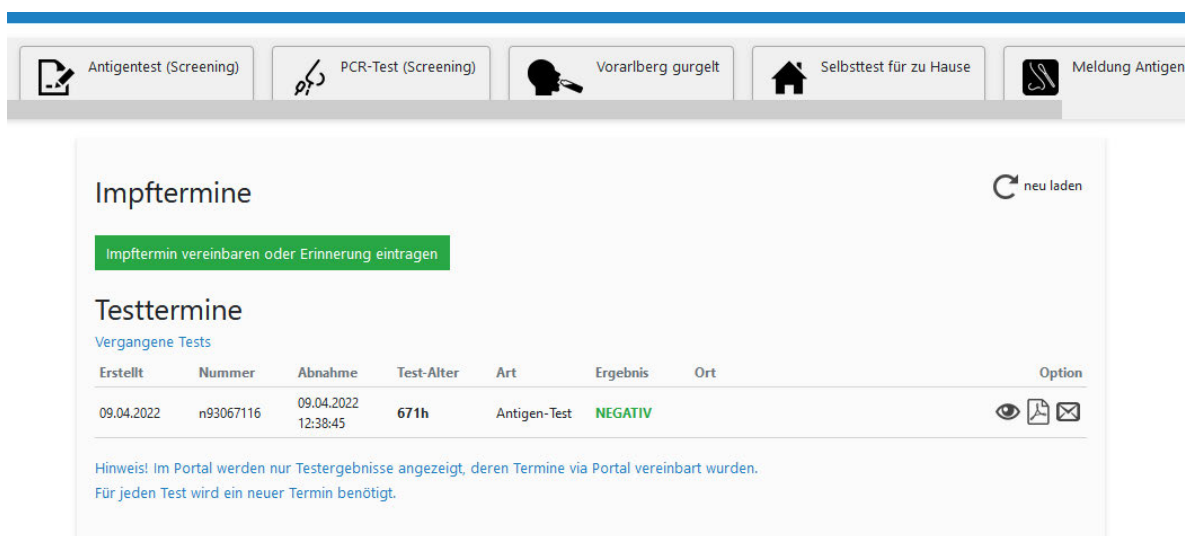 Antigentest (Screening)
PCR-Test (Screening)
Vorarlberg gurgelt
Selbsttest für zu Hause
Meldung Antigen
Impftermine
neu laden
Impftermin vereinbaren oder Erinnerung eintragen
Testtermine
Vergangene Tests
Erstellt Nummer Abnahme Test-Alter Art Ergebnis Ort Option
09.04.2022 n93067116 09.04.2022 12:38:45 671h Antigen-Test NEGATIV
Hinweis! Im Portal werden nur Testergebnisse angezeigt, deren Termine via Portal vereinbart wurden.
Für jeden Test wird ein neuer Termin benötigt.